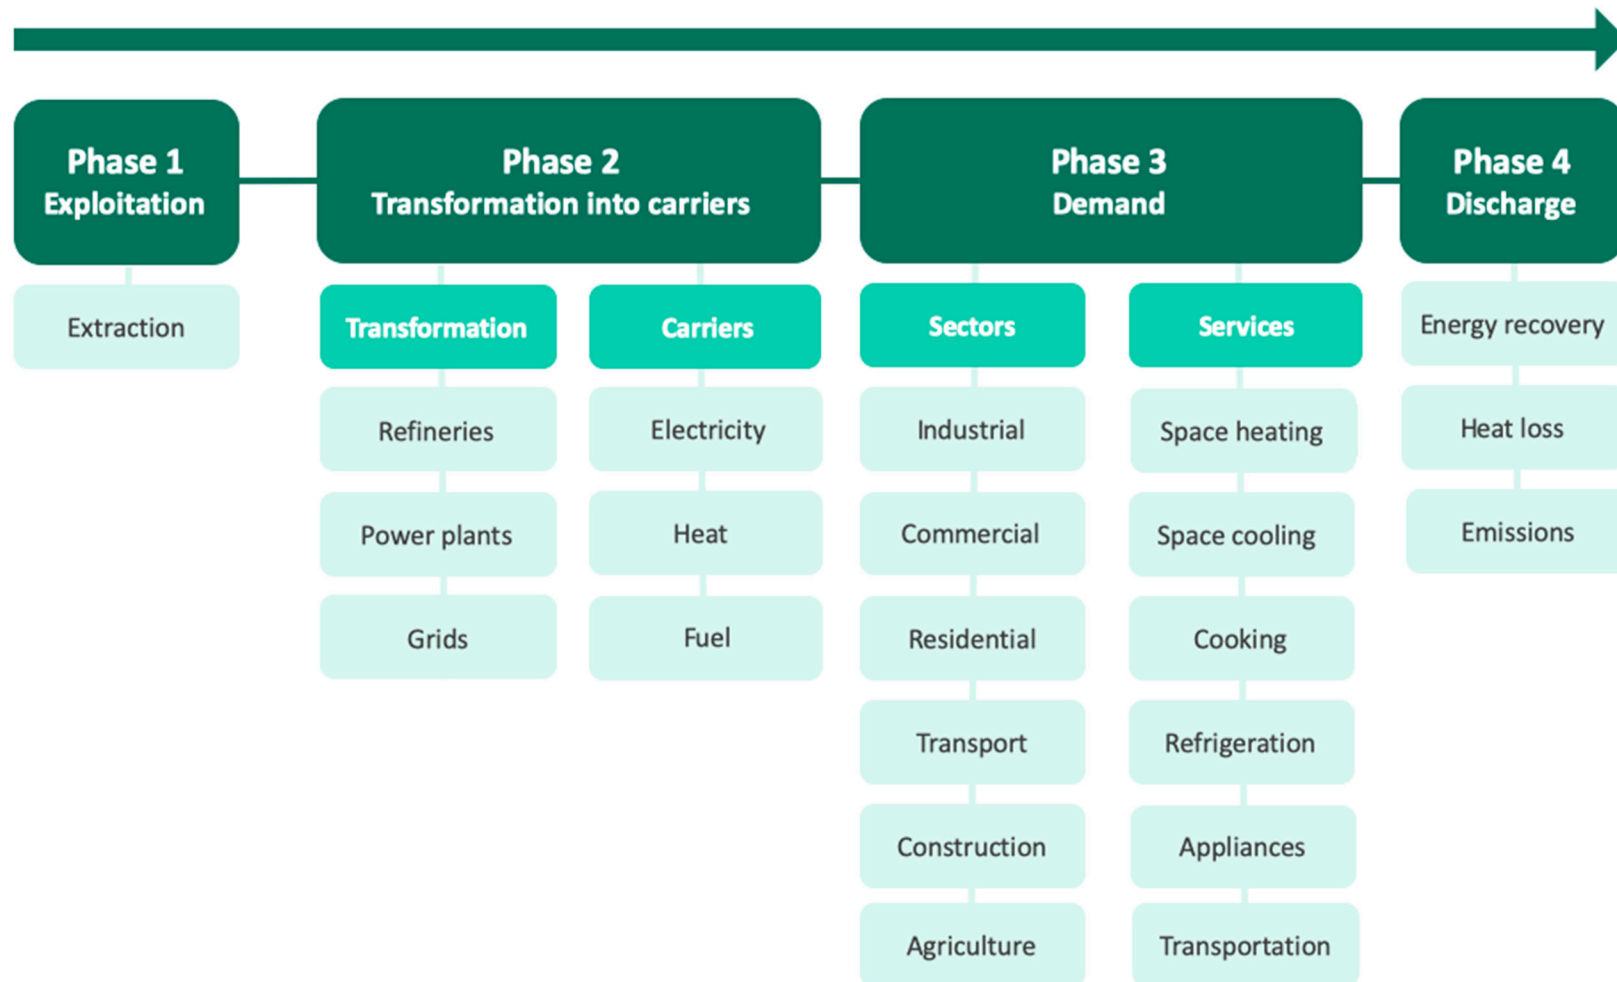 Phase 1
Exploitation
Extraction
Phase 2
Transformation into carriers
Transformation
Refineries
Power plants
Grids
Carriers
Electricity
Heat
Fuel
Phase 3
Demand
Sectors
Industrial
Commercial
Residential
Transport
Construction
Agriculture
Services
Space heating
Space cooling
Cooking
Refrigeration
Appliances
Transportation
Phase 4
Discharge
Energy recovery
Heat loss
Emissions